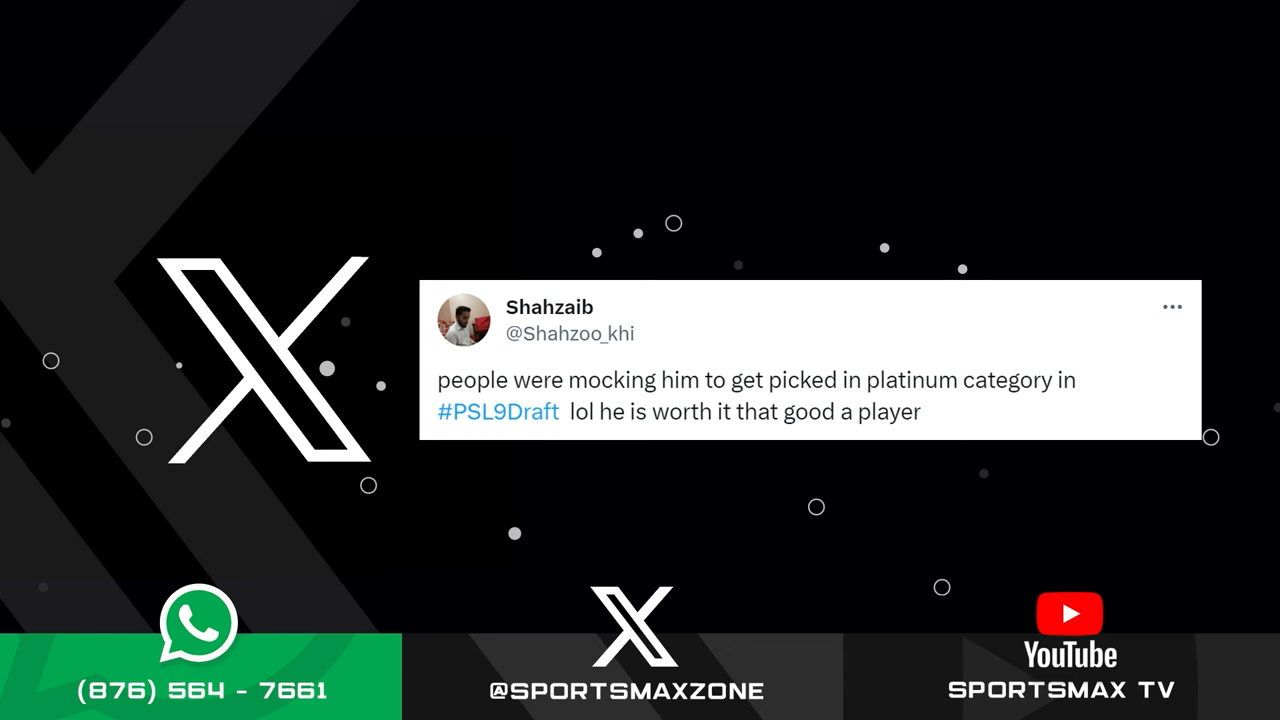 Shahzaib
@Shahzoo_khi
people were mocking him to get picked in platinum category in
#PSL9Draft lol he is worth it that good a player
(876) 564 - 7661
@SPORTSMAXZONE
YouTube
SPORTSMAX TV